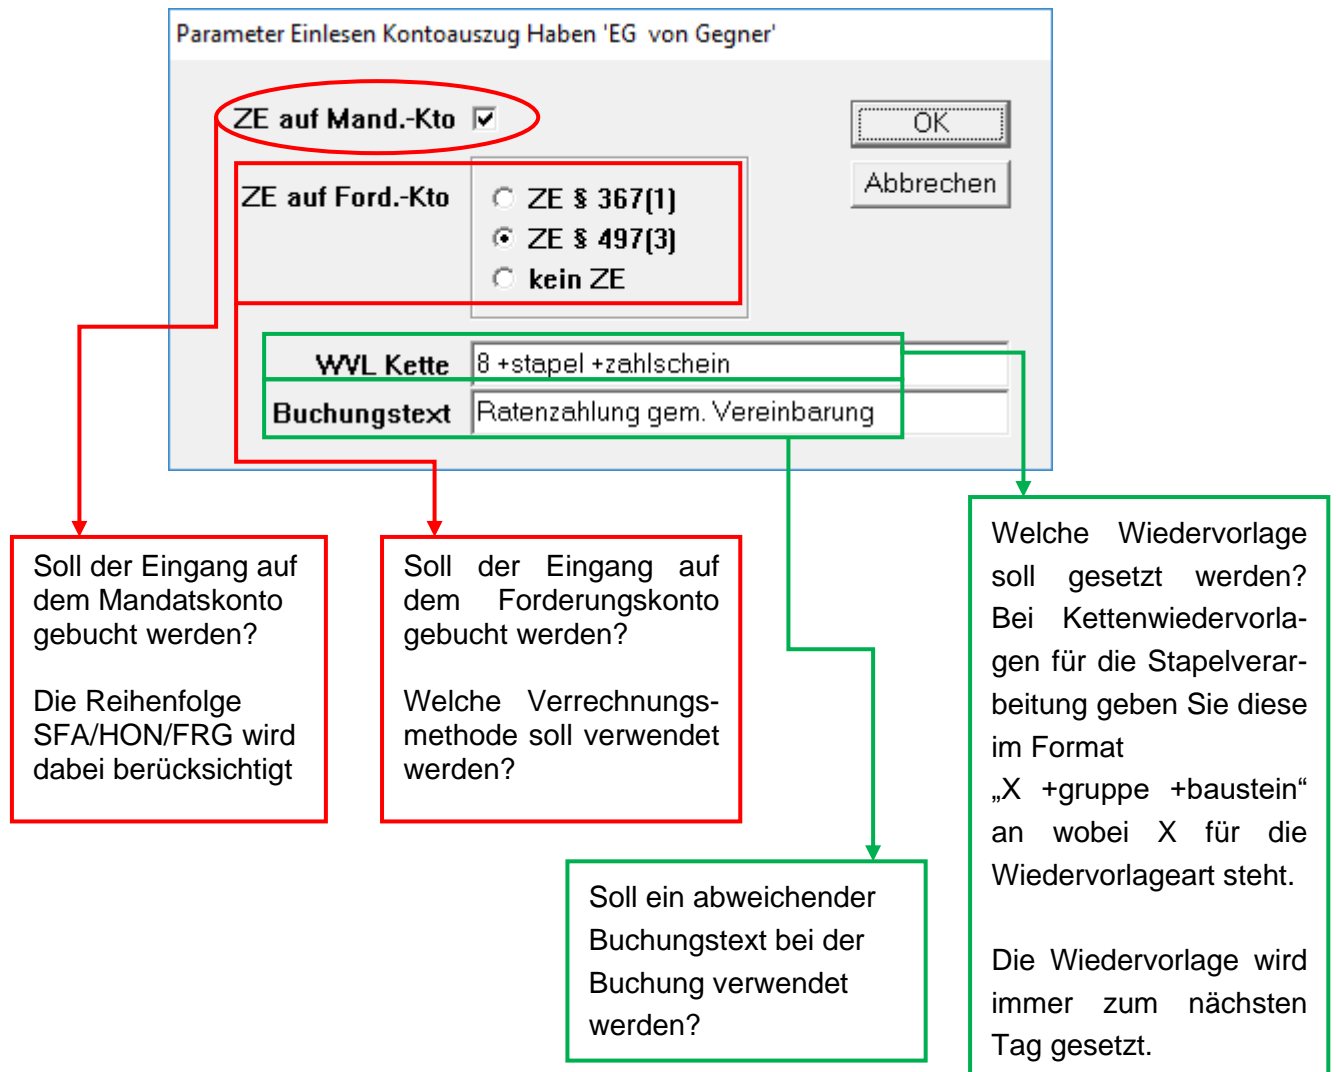 Parameter Einlesen Kontoauszug Haben 'EG  von Gegner'
ZE auf Mand.-Kto
OK
ZE auf Ford.-Kto
ZE § 367(1)
Abbrechen
ZE § 497(3)
kein ZE
WVL Kette
8 +stapel +zahlschein
Buchungstext
Ratenzahlung gem. Vereinbarung
Soll der Eingang auf
dem Mandatskonto
gebucht werden?
Die Reihenfolge
SFA/HON/FRG wird
dabei berücksichtigt
Soll der Eingang auf
dem Forderungskonto
gebucht werden?
Welche Verrechnungs-
methode soll verwendet
werden?
Soll ein abweichender
Buchungstext bei der
Buchung verwendet
werden?
Welche Wiedervorlage
soll gesetzt werden?
Bei Kettenwiedervorla-
gen für die Stapelverar-
beitung geben Sie diese
im Format
„X +gruppe +baustein“
an wobei X für die
Wiedervorlageart steht.
Die Wiedervorlage wird
immer zum nächsten
Tag gesetzt.